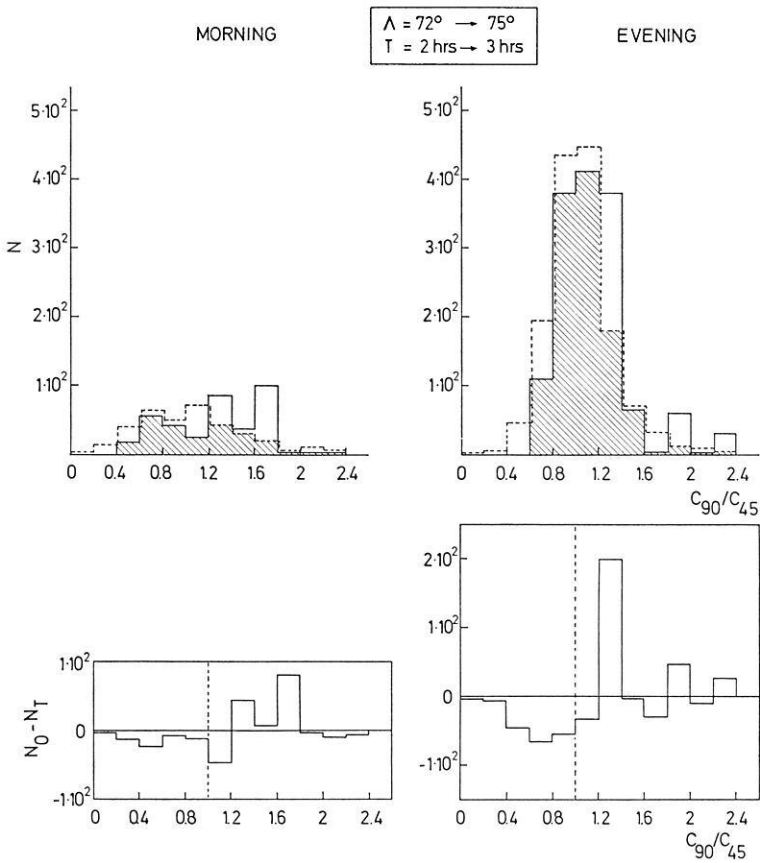 MORNING
Λ = 72° → 75°
T = 2 hrs → 3 hrs
EVENING
5·10²
4·10²
3·10²
2·10²
1·10²
N
0 0.4 0.8 1.2 1.6 2 2.4
5·10²
4·10²
3·10²
2·10²
1·10²
0 0.4 0.8 1.2 1.6 2 2.4
C₉₀/C₄₅
1·10²
0
-1·10²
N₀-N_T
0 0.4 0.8 1.2 1.6 2 2.4
2·10²
1·10²
0
-1·10²
0 0.4 0.8 1.2 1.6 2 2.4
C₉₀/C₄₅